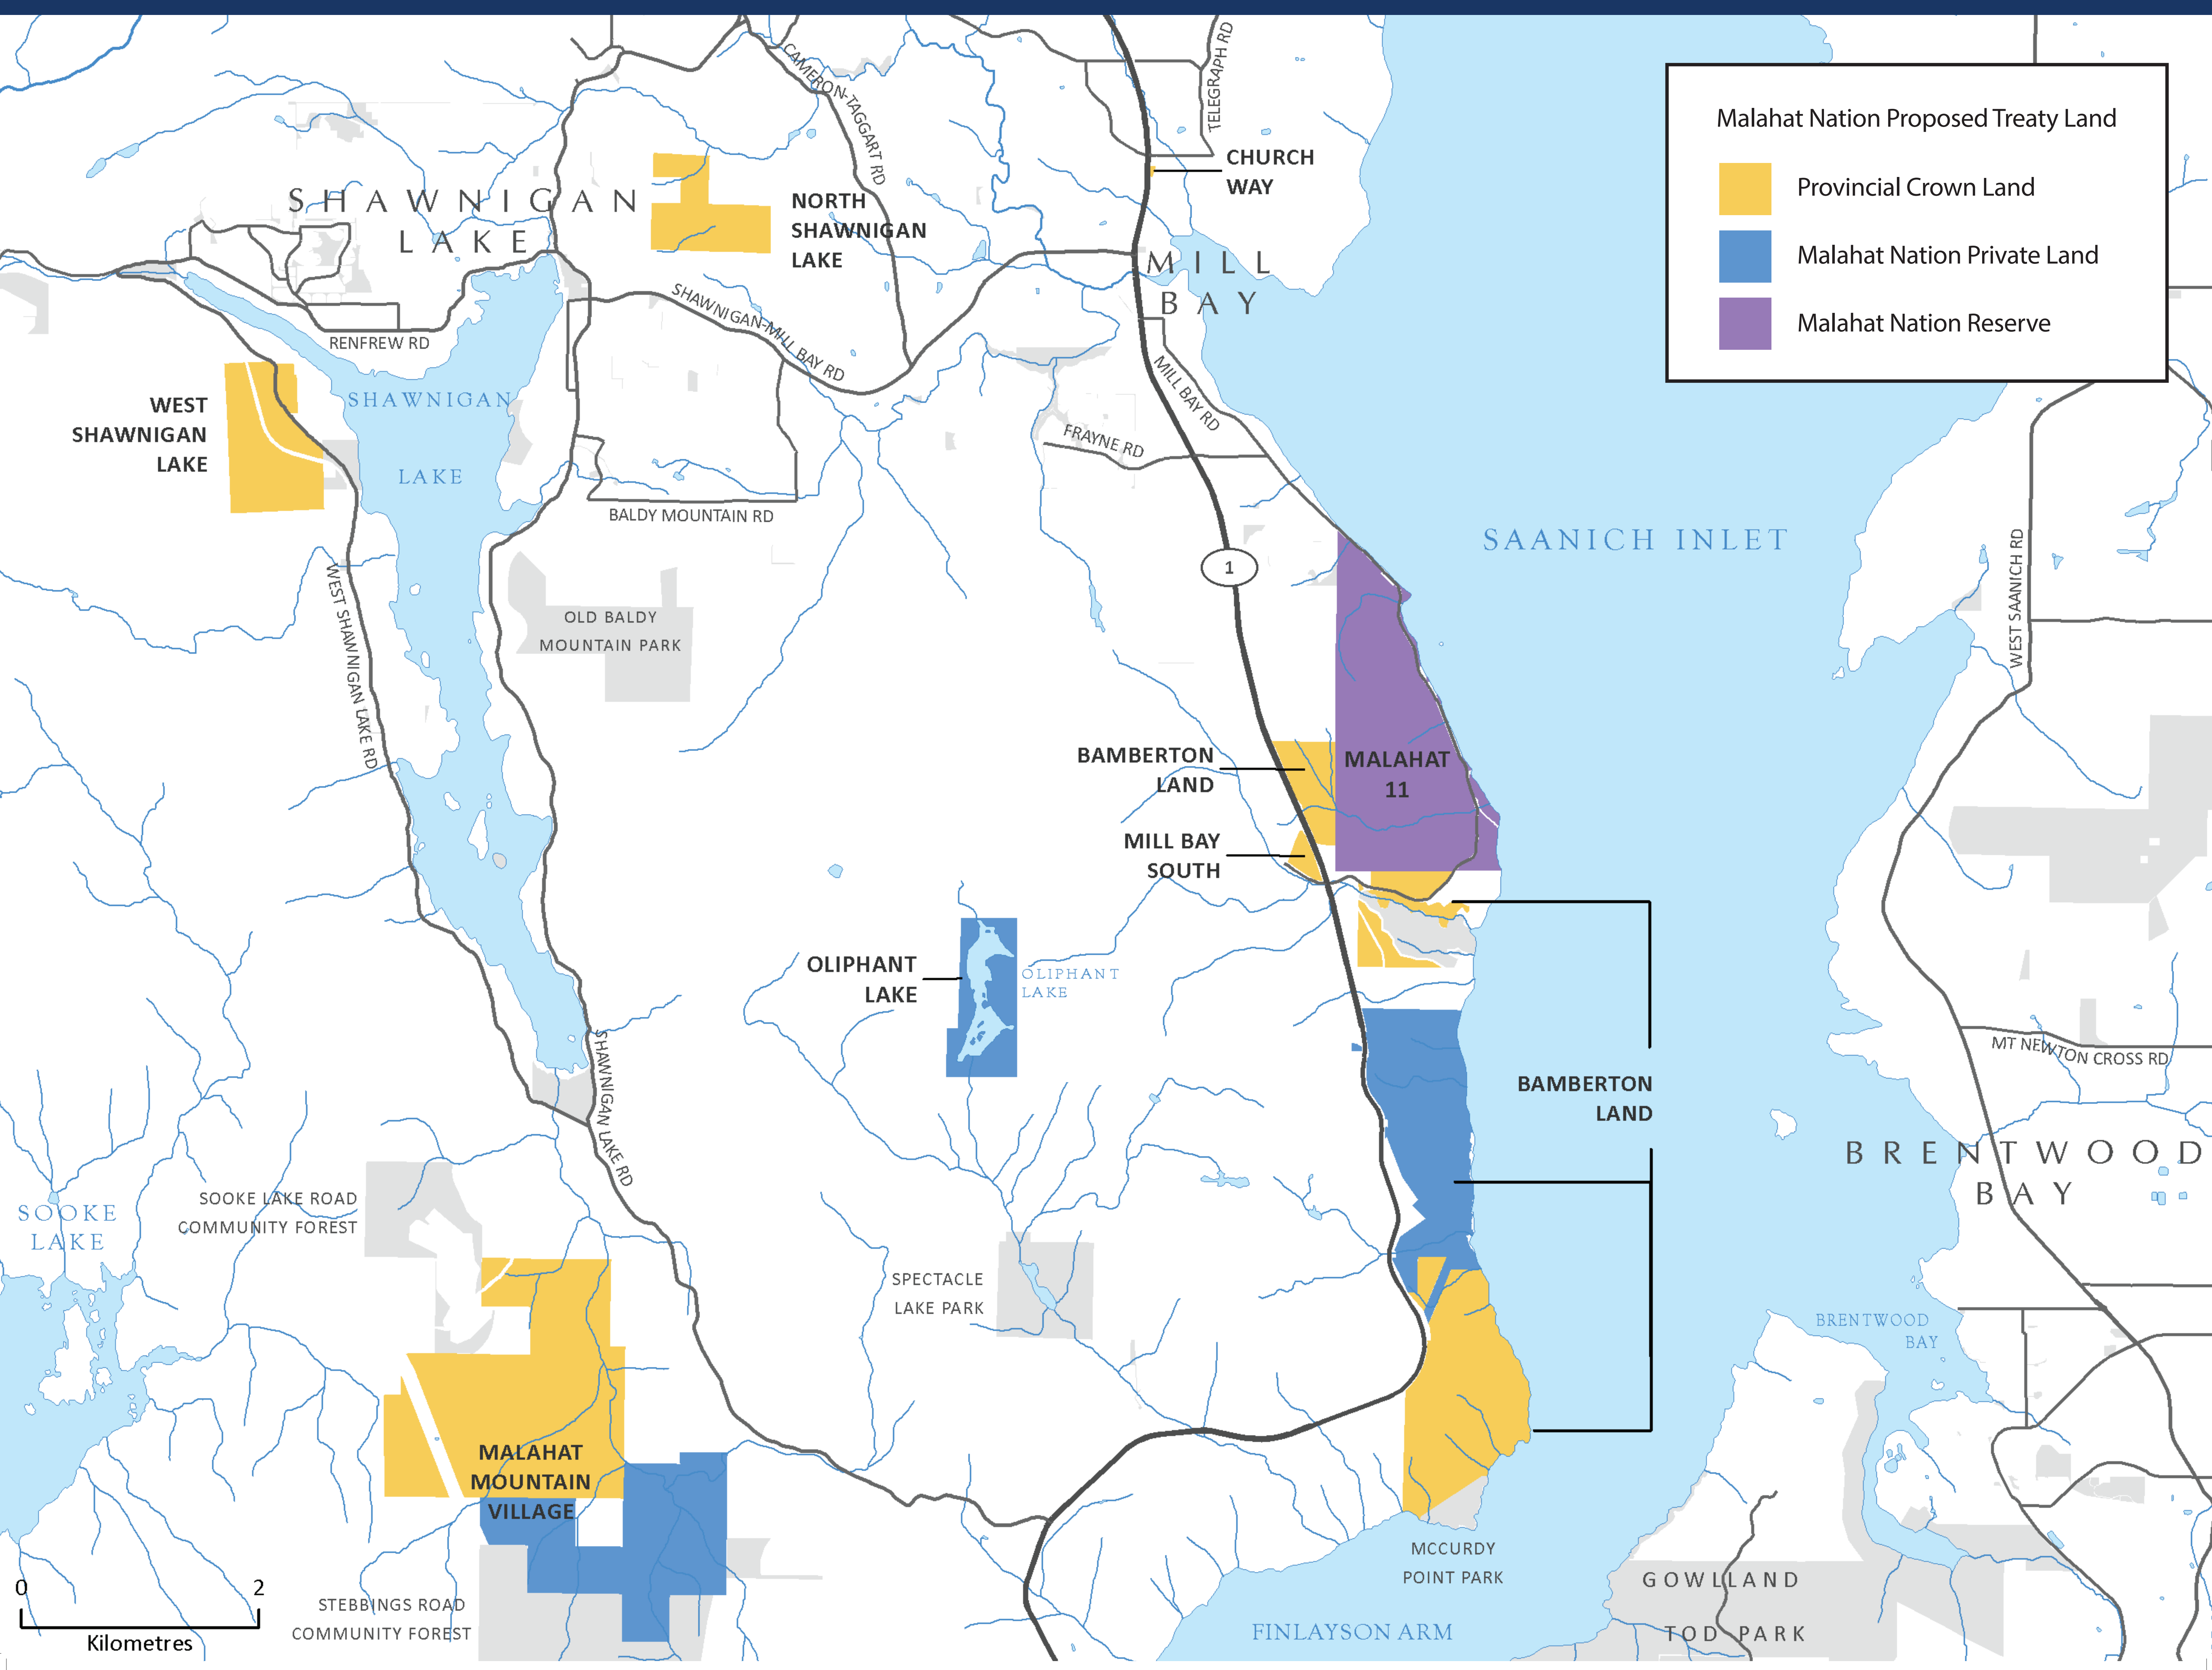 Malahat Nation Proposed Treaty Land
Provincial Crown Land
Malahat Nation Private Land
Malahat Nation Reserve
CAMERON-TAGGART RD
TELEGRAPH RD
CHURCH
WAY
SHAWNIGAN
LAKE
NORTH
SHAWNIGAN
LAKE
MILL
BAY
SHAWNIGAN-MILL BAY RD
RENFREW RD
MILL BAY RD
WEST
SHAWNIGAN
LAKE
SHAWNIGAN
LAKE
FRAYNE RD
BALDY MOUNTAIN RD
SAANICH INLET
WEST SAANICH RD
1
WEST SHAWNIGAN LAKE RD
OLD BALDY
MOUNTAIN PARK
BAMBERTON
LAND
MALAHAT
11
MILL BAY
SOUTH
OLIPHANT
LAKE
OLIPHANT
LAKE
SHAWNIGAN LAKE RD
MT NEWTON CROSS RD
BAMBERTON
LAND
BRENTWOOD
BAY
SOOKE LAKE ROAD
COMMUNITY FOREST
SOOKE
LAKE
SPECTACLE
LAKE PARK
BRENTWOOD
BAY
MALAHAT
MOUNTAIN
VILLAGE
MCCURDY
POINT PARK
GOWLLAND
TOD PARK
STEBBINGS ROAD
COMMUNITY FOREST
FINLAYSON ARM
0 2
Kilometres